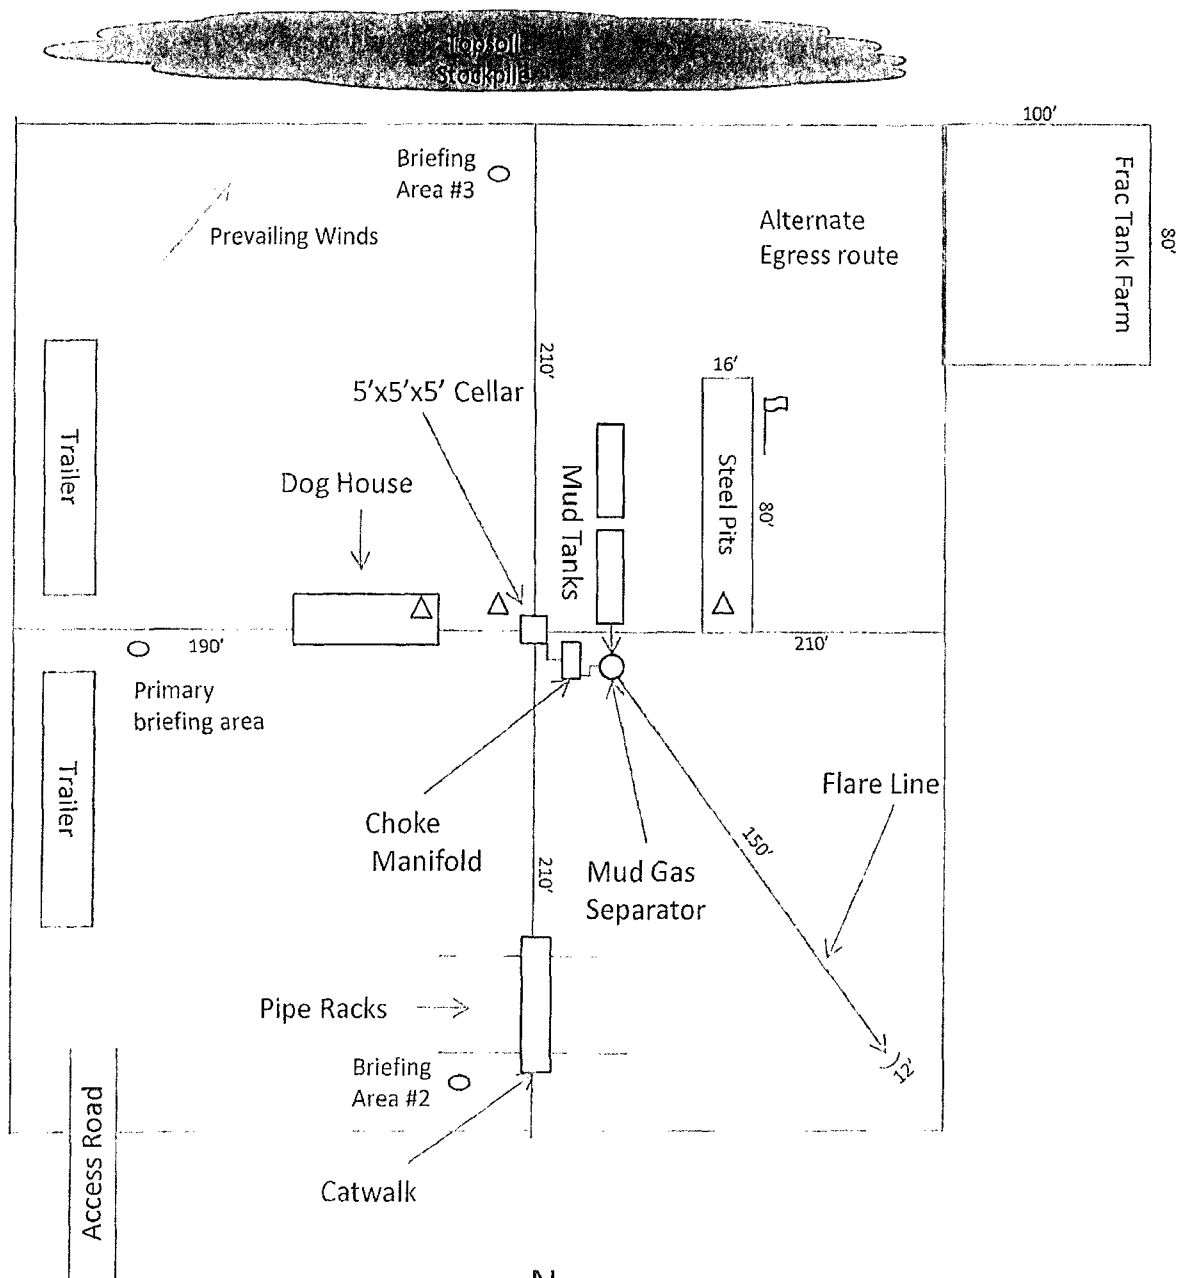 Topsoil
Stockpile
100'
Briefing
Area #3
Prevailing Winds
Alternate
Egress route
Frac Tank Farm
80'
210'
16'
5'x5'x5' Cellar
Trailer
Dog House
Mud Tanks
Steel Pits
80'
190'
210'
Primary
briefing area
Trailer
Choke
Manifold
210'
Mud Gas
Separator
150'
Flare Line
Pipe Racks
Briefing
Area #2
12'
Access Road
Catwalk
N